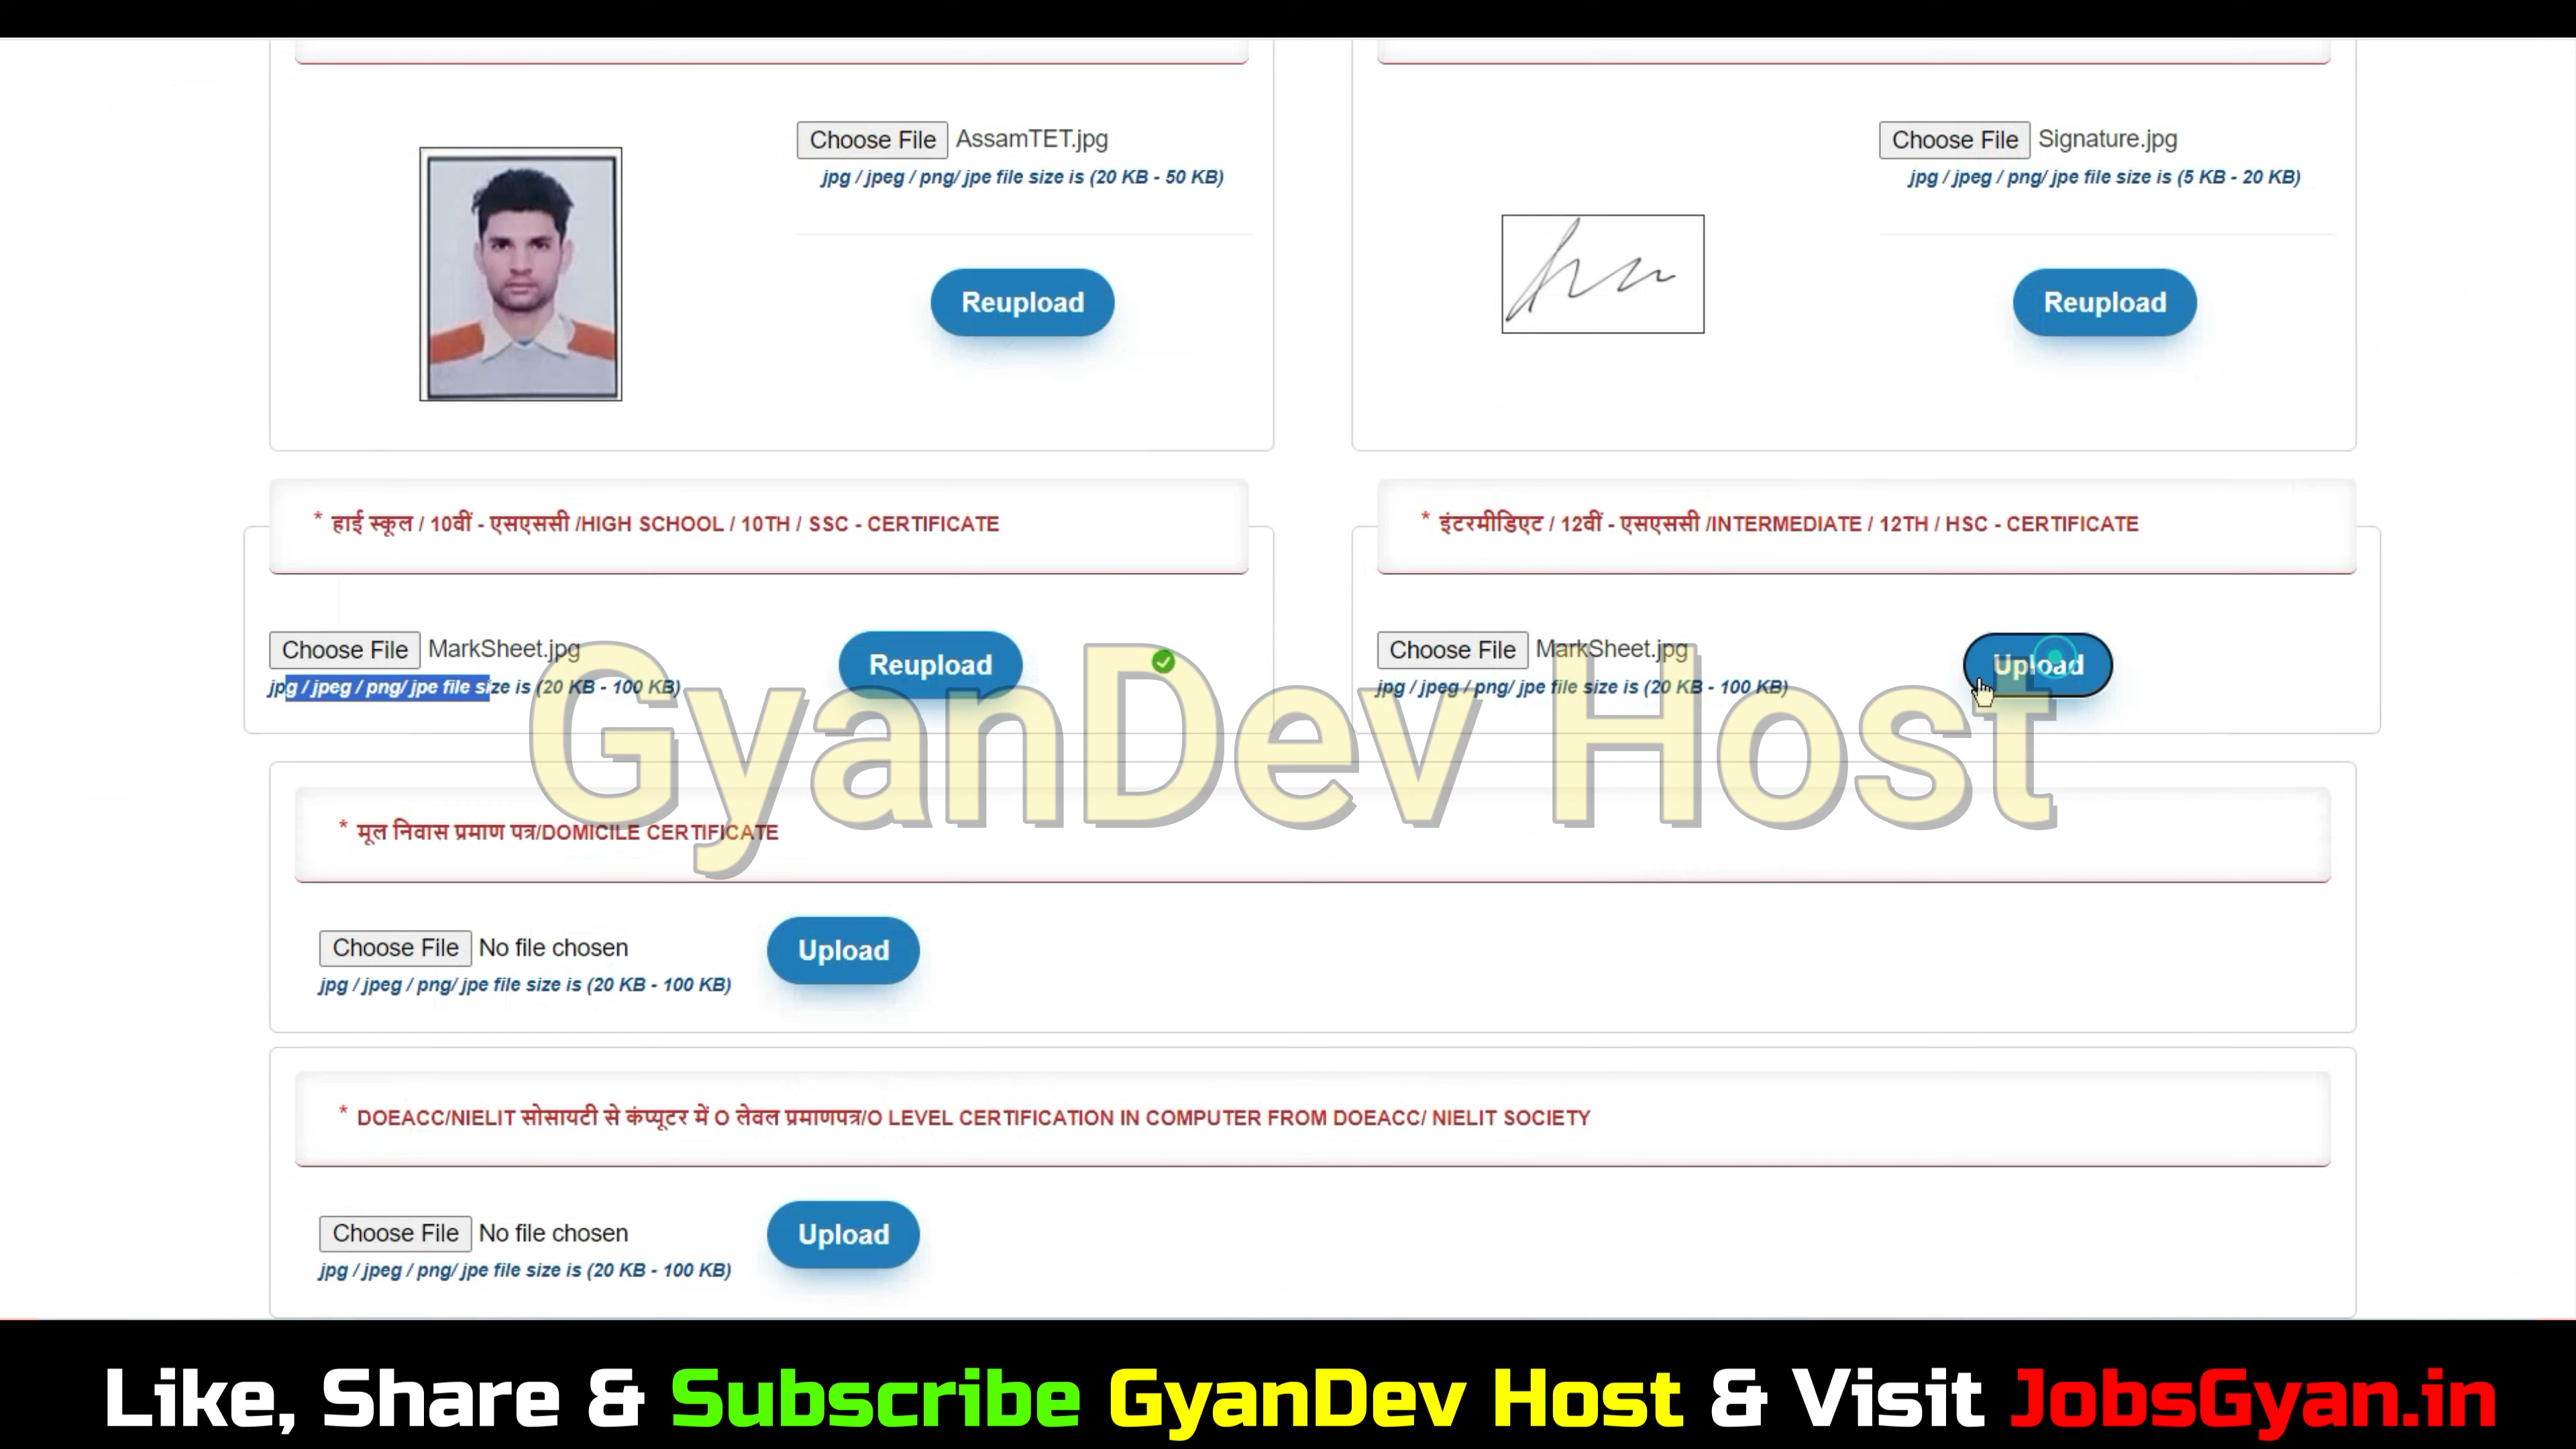 Choose File AssamTET.jpg
jpg / jpeg / png/ jpe file size is (20 KB - 50 KB)
Reupload
Choose File Signature.jpg
jpg / jpeg / png/ jpe file size is (5 KB - 20 KB)
Reupload
* हाई स्कूल / 10वीं - एसएससी /HIGH SCHOOL / 10TH / SSC - CERTIFICATE
Choose File MarkSheet.jpg
jpg / jpeg / png/ jpe file size is (20 KB - 100 KB)
Reupload
* इंटरमीडिएट / 12वीं - एसएससी /INTERMEDIATE / 12TH / HSC - CERTIFICATE
Choose File MarkSheet.jpg
jpg / jpeg / png/ jpe file size is (20 KB - 100 KB)
Upload
GyanDev Host
* मूल निवास प्रमाण पत्र/DOMICILE CERTIFICATE
Choose File No file chosen
jpg / jpeg / png/ jpe file size is (20 KB - 100 KB)
Upload
* DOEACC/NIELIT सोसायटी से कंप्यूटर में O लेवल प्रमाणपत्र/O LEVEL CERTIFICATION IN COMPUTER FROM DOEACC/ NIELIT SOCIETY
Choose File No file chosen
jpg / jpeg / png/ jpe file size is (20 KB - 100 KB)
Upload
Like, Share & Subscribe GyanDev Host & Visit JobsGyan.in